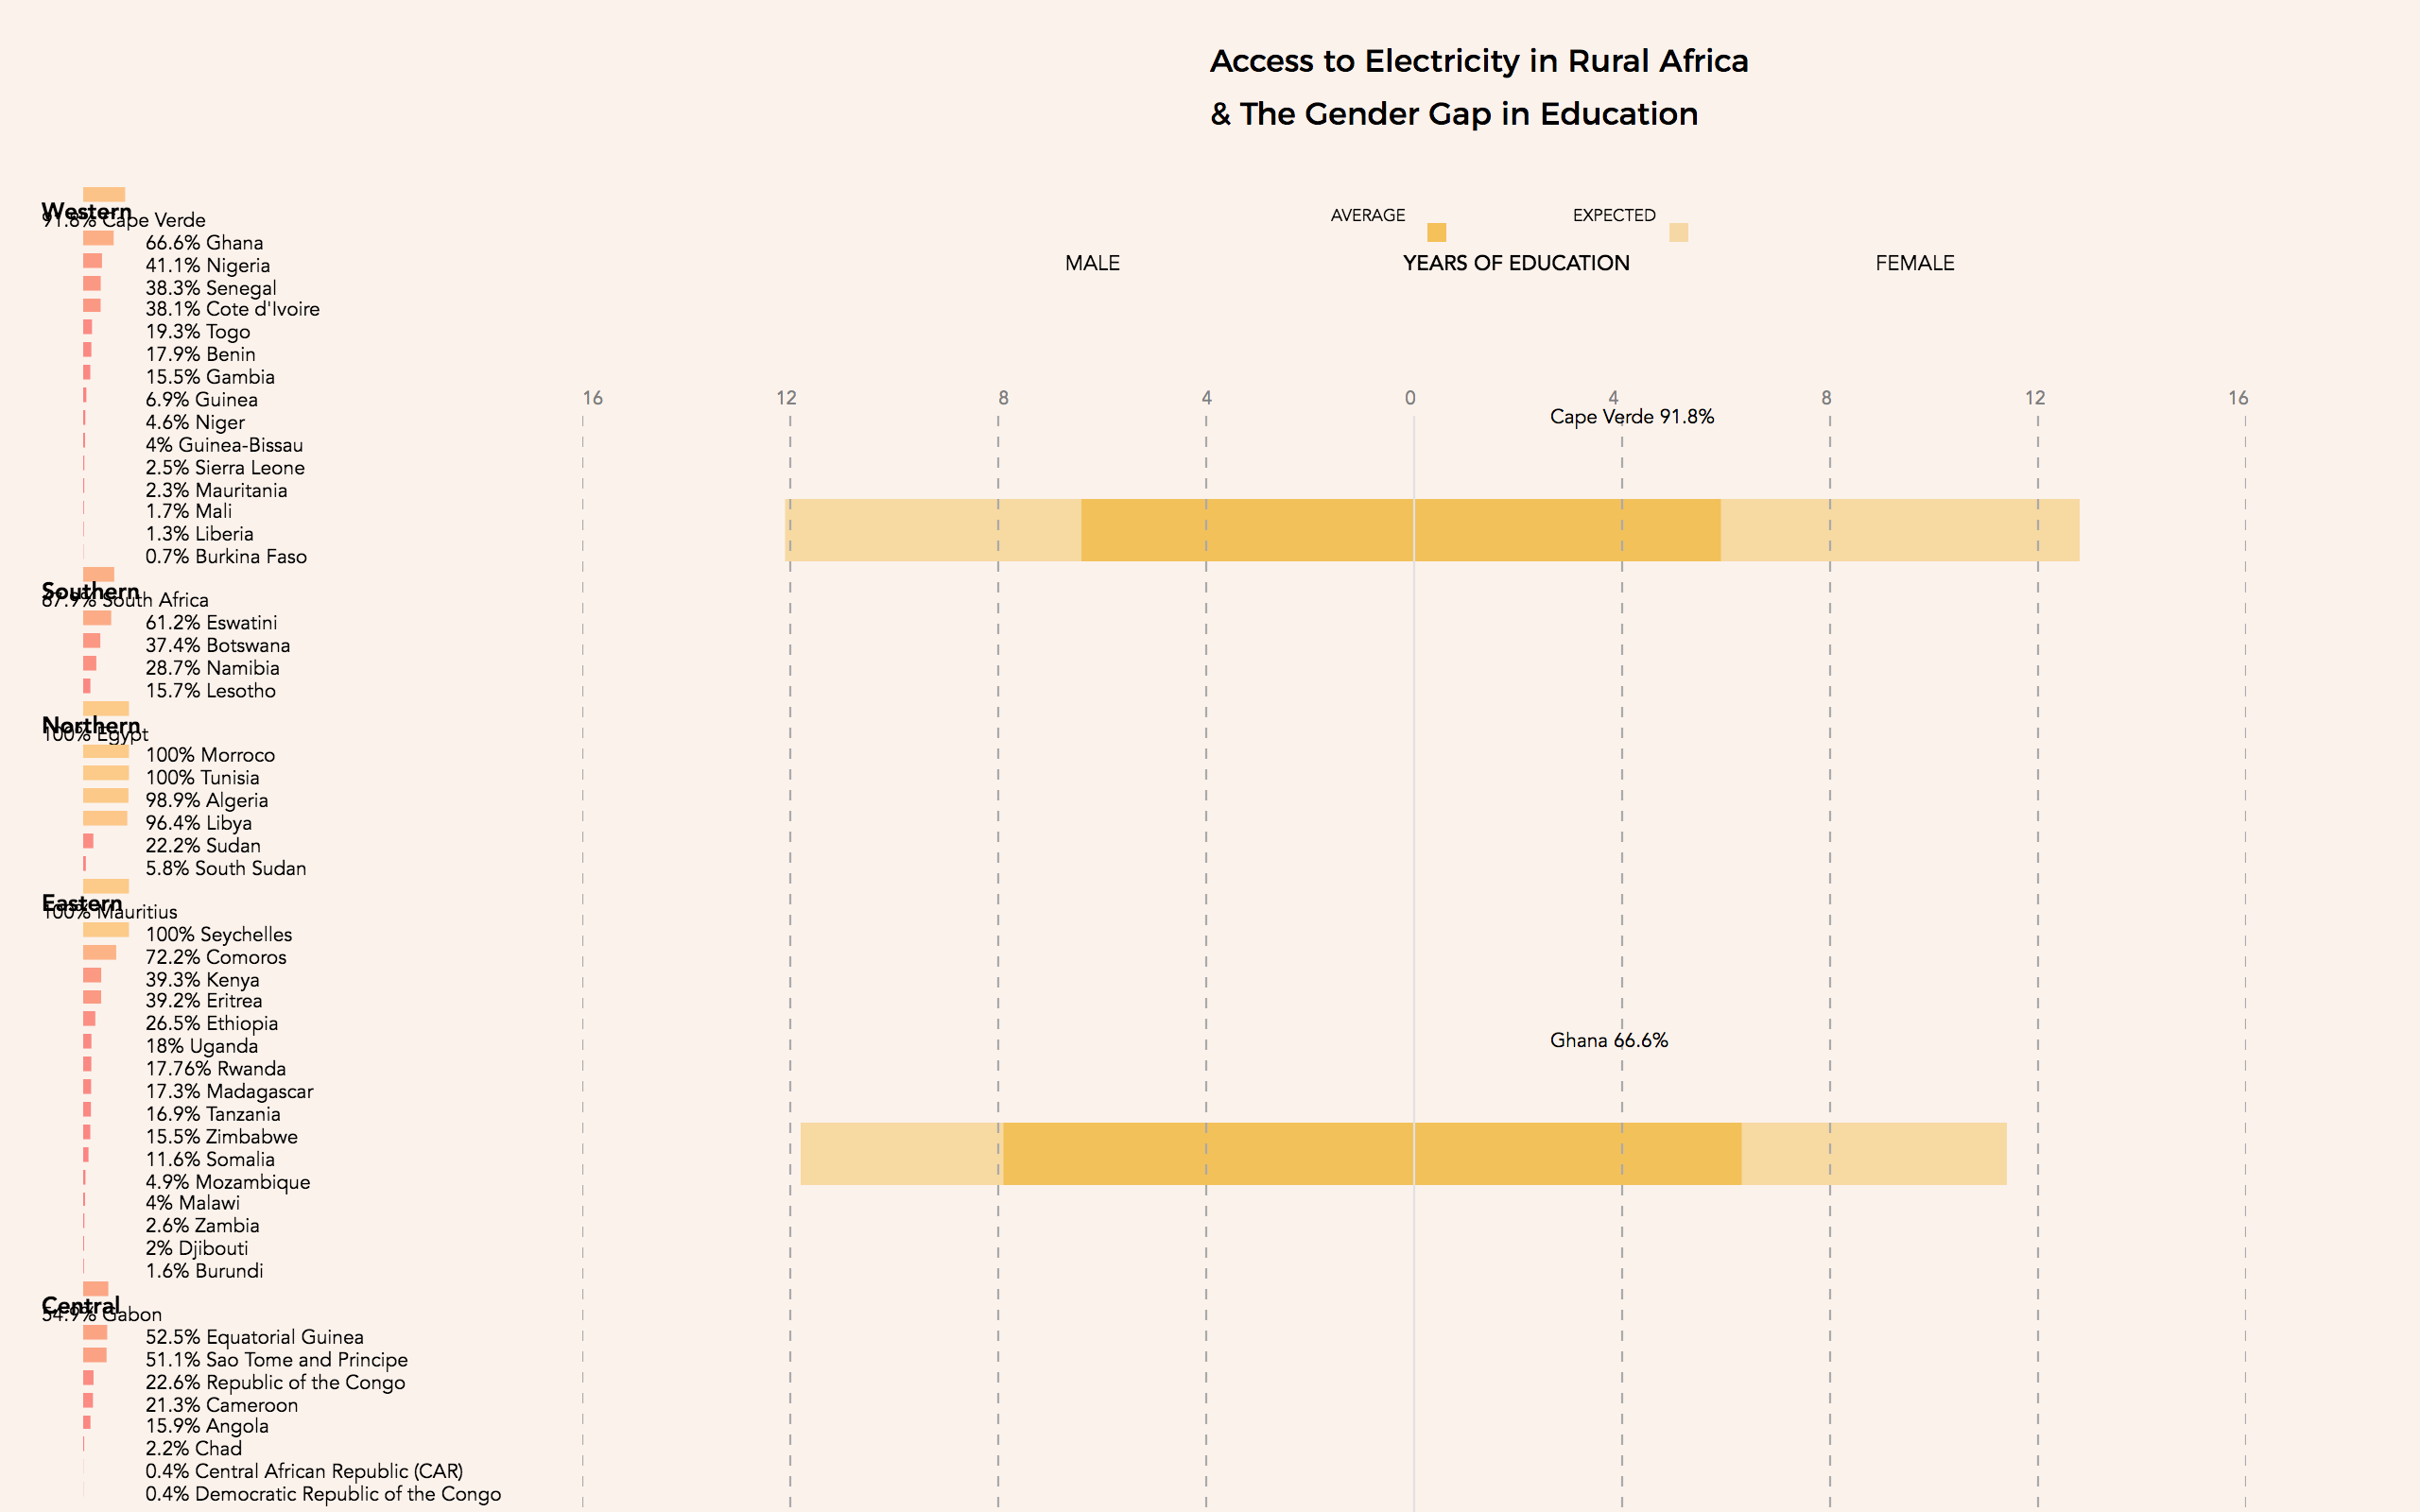 Access to Electricity in Rural Africa
& The Gender Gap in Education
Western
91.8% Cape Verde
66.6% Ghana
41.1% Nigeria
38.3% Senegal
38.1% Cote d'Ivoire
19.3% Togo
17.9% Benin
15.5% Gambia
6.9% Guinea
4.6% Niger
4% Guinea-Bissau
2.5% Sierra Leone
2.3% Mauritania
1.7% Mali
1.3% Liberia
0.7% Burkina Faso
Southern
67.9% South Africa
61.2% Eswatini
37.4% Botswana
28.7% Namibia
15.7% Lesotho
Northern
100% Egypt
100% Morroco
100% Tunisia
98.9% Algeria
96.4% Libya
22.2% Sudan
5.8% South Sudan
Eastern
100% Mauritius
100% Seychelles
72.2% Comoros
39.3% Kenya
39.2% Eritrea
26.5% Ethiopia
18% Uganda
17.76% Rwanda
17.3% Madagascar
16.9% Tanzania
15.5% Zimbabwe
11.6% Somalia
4.9% Mozambique
4% Malawi
2.6% Zambia
2% Djibouti
1.6% Burundi
Central
54.9% Gabon
52.5% Equatorial Guinea
51.1% Sao Tome and Principe
22.6% Republic of the Congo
21.3% Cameroon
15.9% Angola
2.2% Chad
0.4% Central African Republic (CAR)
0.4% Democratic Republic of the Congo
AVERAGE EXPECTED
MALE YEARS OF EDUCATION FEMALE
16 12 8 4 0 4 8 12 16
Cape Verde 91.8%
Ghana 66.6%